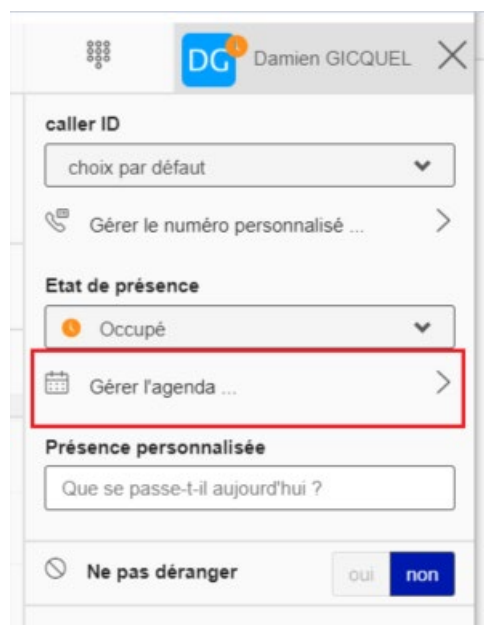 DG Damien GICQUEL
caller ID
choix par défaut
Gérer le numéro personnalisé ...
Etat de présence
Occupé
Gérer l'agenda ...
Présence personnalisée
Que se passe-t-il aujourd'hui ?
Ne pas déranger oui non